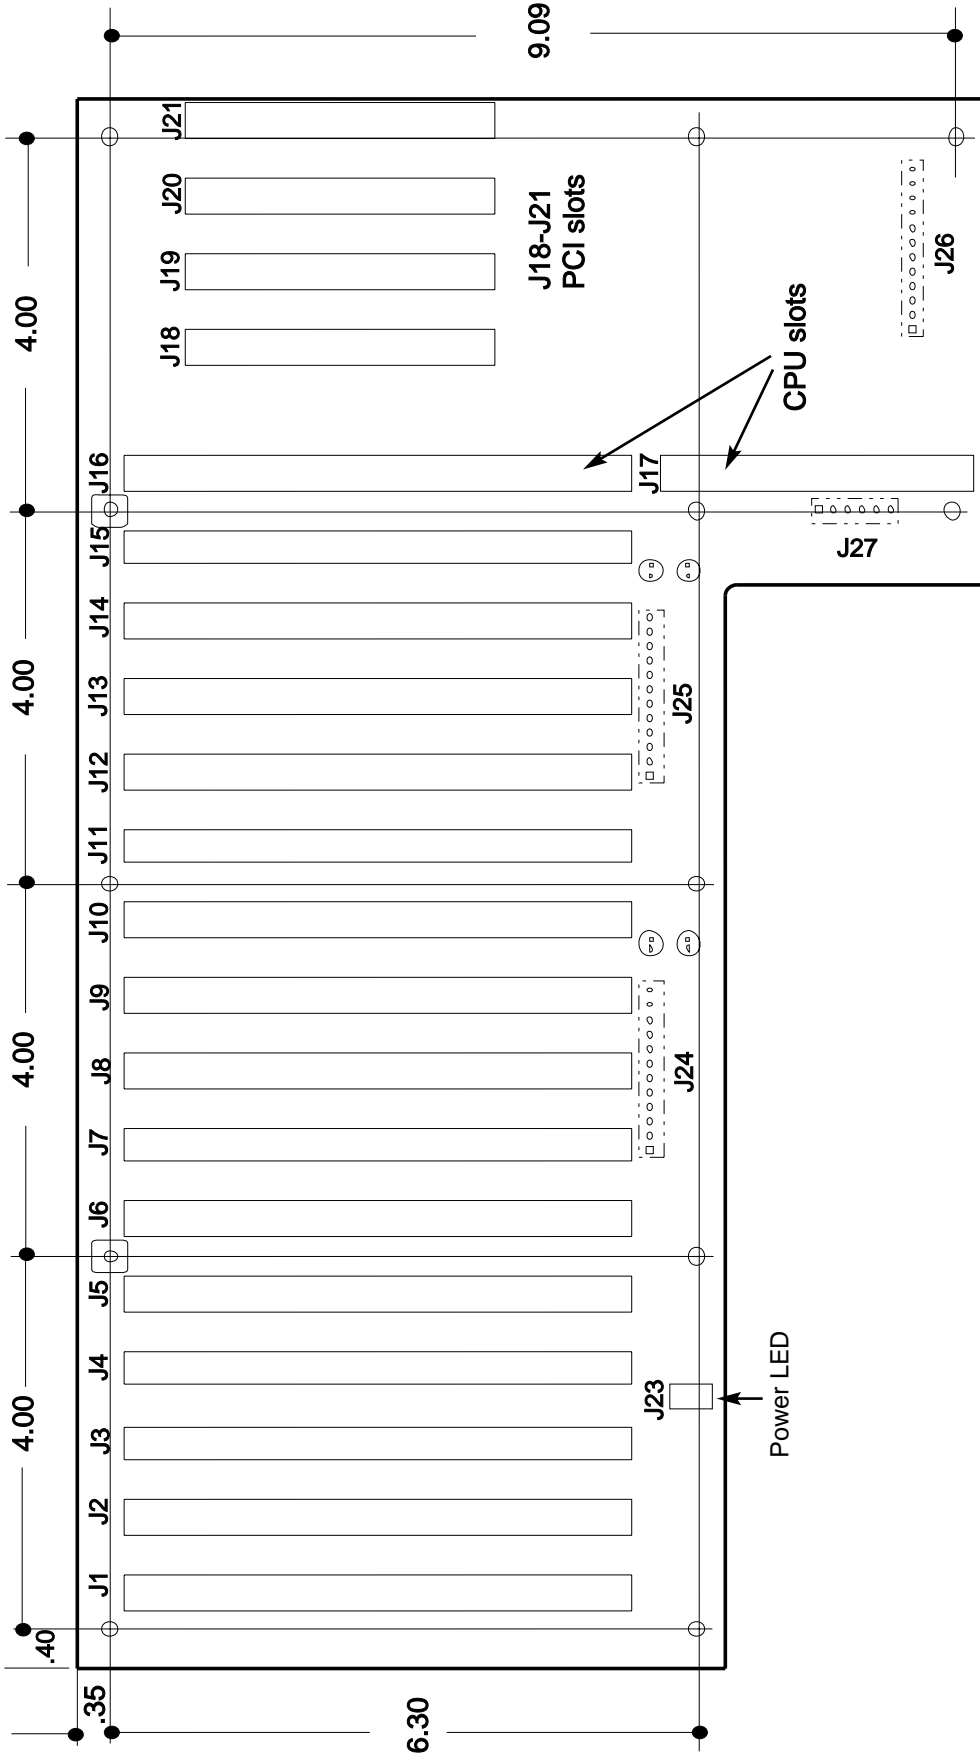 .40
4.00
4.00
4.00
4.00
.35
6.30
9.09
J1
J2
J3
J4
J5
J6
J7
J8
J9
J10
J11
J12
J13
J14
J15
J16
J17
J18
J19
J20
J21
J18-J21
PCI slots
CPU slots
J23
Power LED
J24
J25
J27
J26